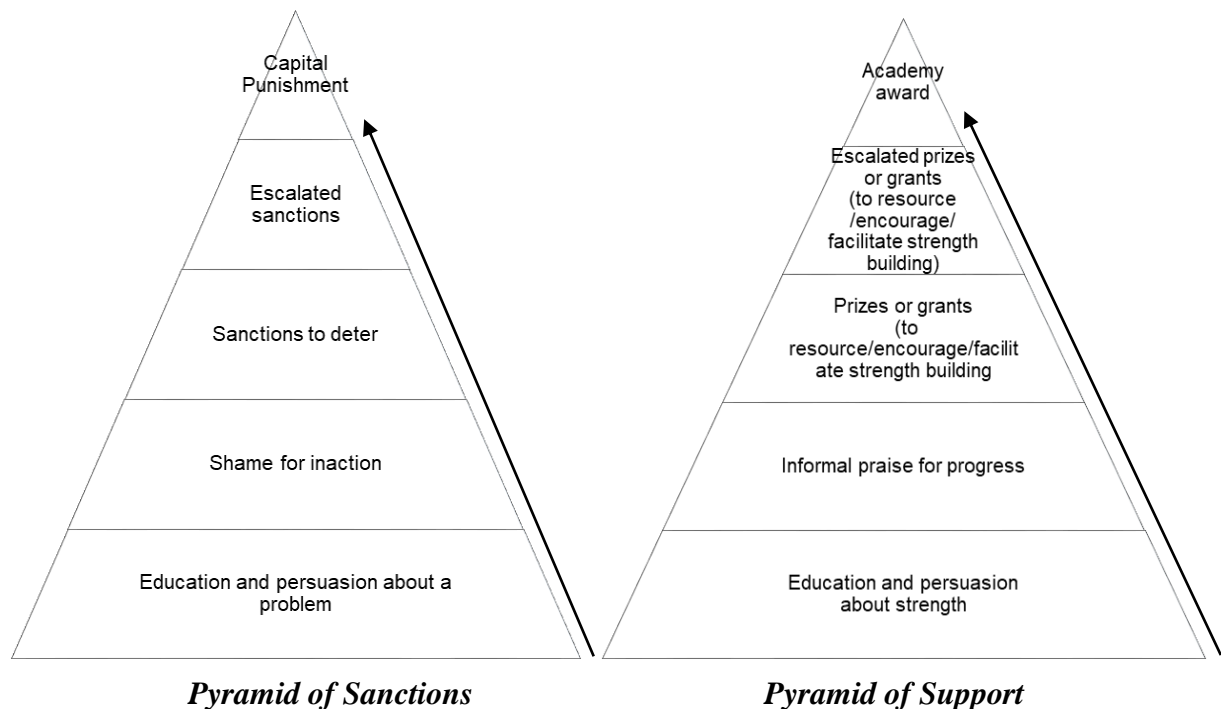 Capital
Punishment
Escalated
sanctions
Sanctions to deter
Shame for inaction
Education and persuasion about a
problem
Pyramid of Sanctions
Academy
award
Escalated prizes
or grants
(to resource
/encourage/
facilitate strength
building)
Prizes or grants
(to
resource/encourage/facilit
ate strength building
Informal praise for progress
Education and persuasion
about strength
Pyramid of Support